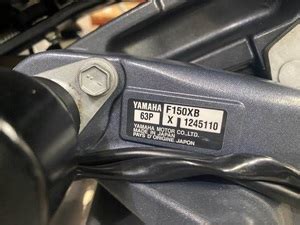 YAMAHA F150XB
63P X 1245110
YAMAHA MOTOR CO.,LTD.
MADE IN JAPAN
PAYS D'ORIGINE JAPON